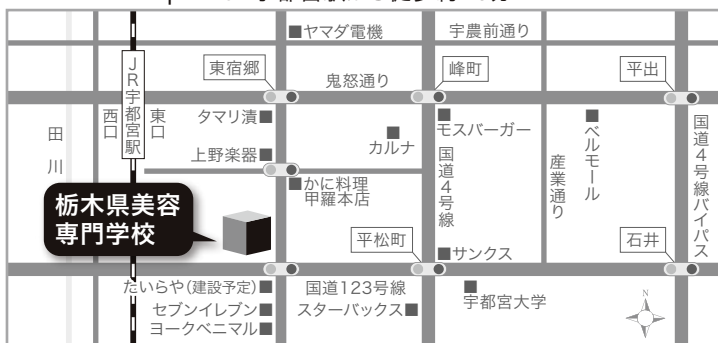 ■ヤマダ電機
宇農前通り
JR宇都宮駅
東宿郷
鬼怒通り
峰町
平出
田川
西口
東口
タマリ漬■
■カルナ
■モスバーガー
■ベルモール
国道4号線バイパス
上野楽器■
国道4号線
産業通り
■かに料理
甲羅本店
栃木県美容
専門学校
平松町
■サンクス
石井
たいらや(建設予定)■
国道123号線
セブンイレブン■
スターバックス■
■宇都宮大学
ヨークベニマル■
N